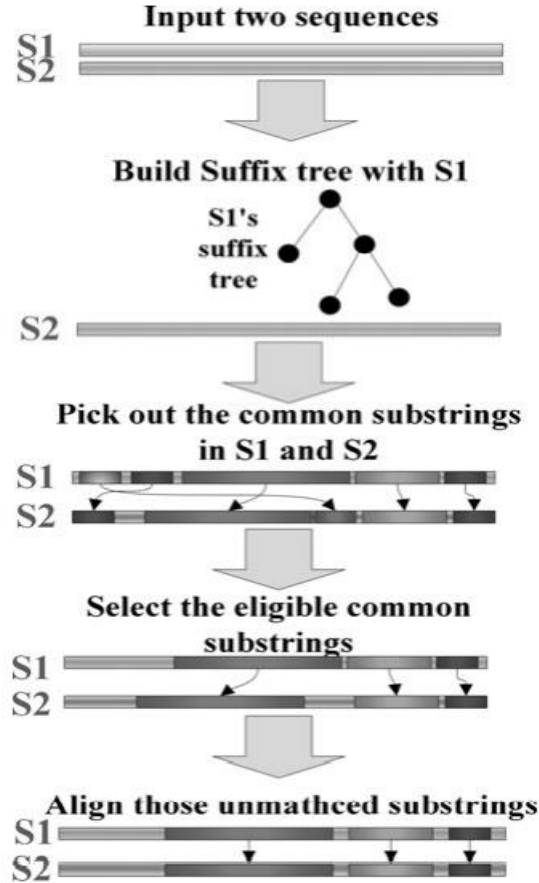 Input two sequences
S1
S2
Build Suffix tree with S1
S1's
suffix
tree
S2
Pick out the common substrings
in S1 and S2
S1
S2
Select the eligible common
substrings
S1
S2
Align those unmathced substrings
S1
S2